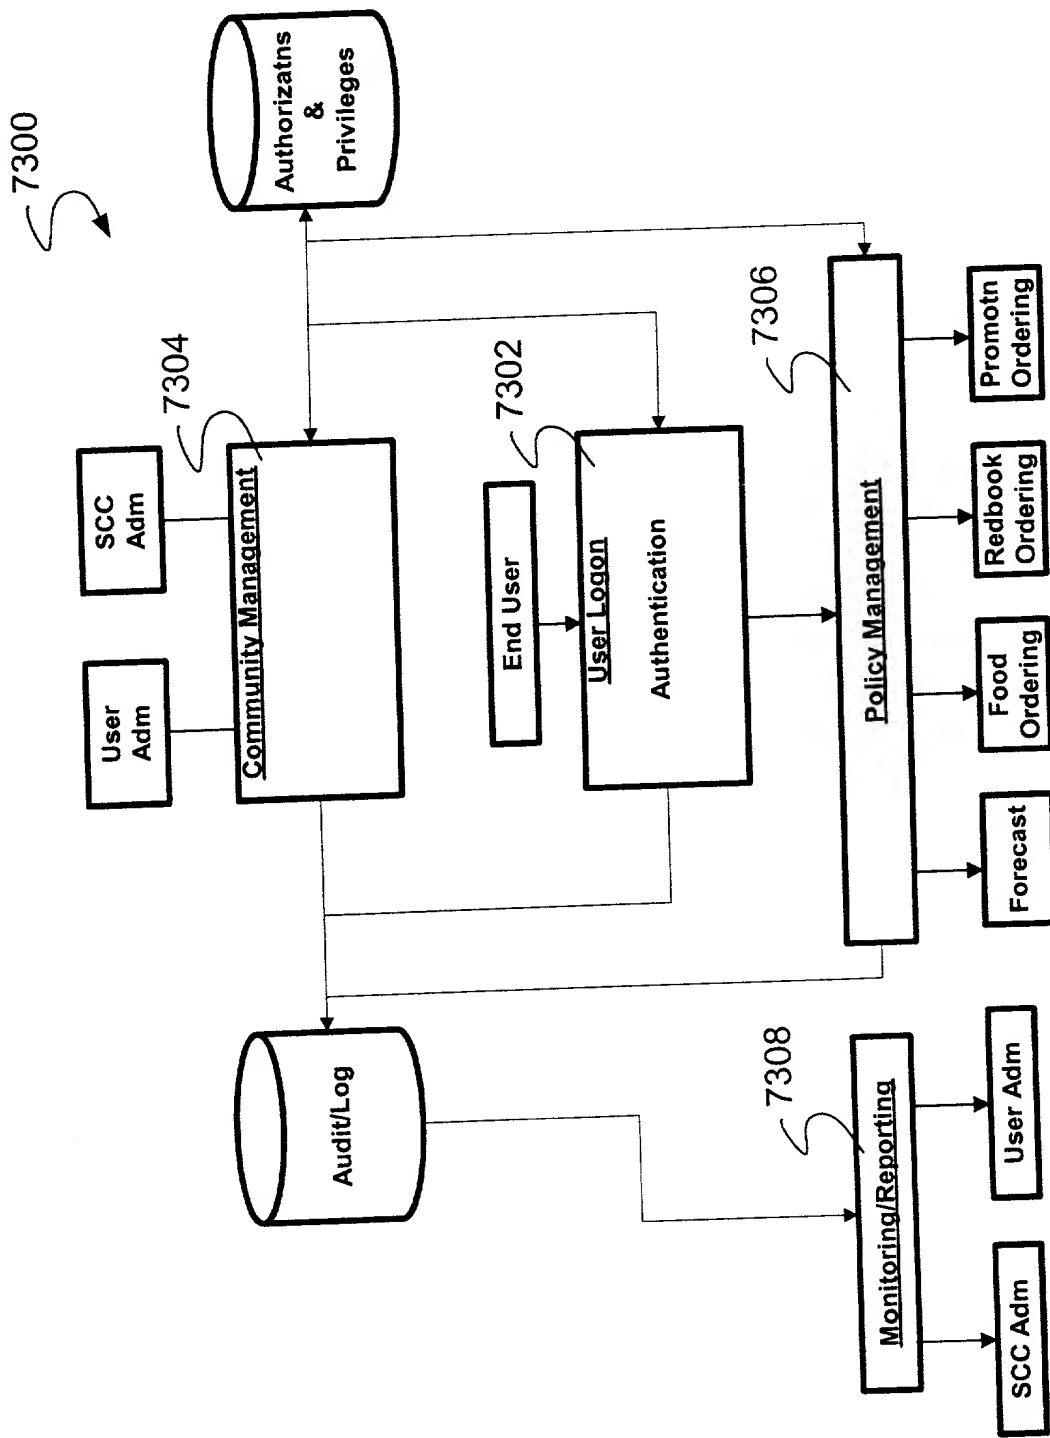 7300
Authorizatns
&
Privileges
SCC
Adm
User
Adm
7304
Community Management
7302
End User
User Logon
Authentication
7306
Policy Management
Audit/Log
Forecast
Food
Ordering
Redbook
Ordering
Promotn
Ordering
7308
Monitoring/Reporting
SCC Adm
User Adm